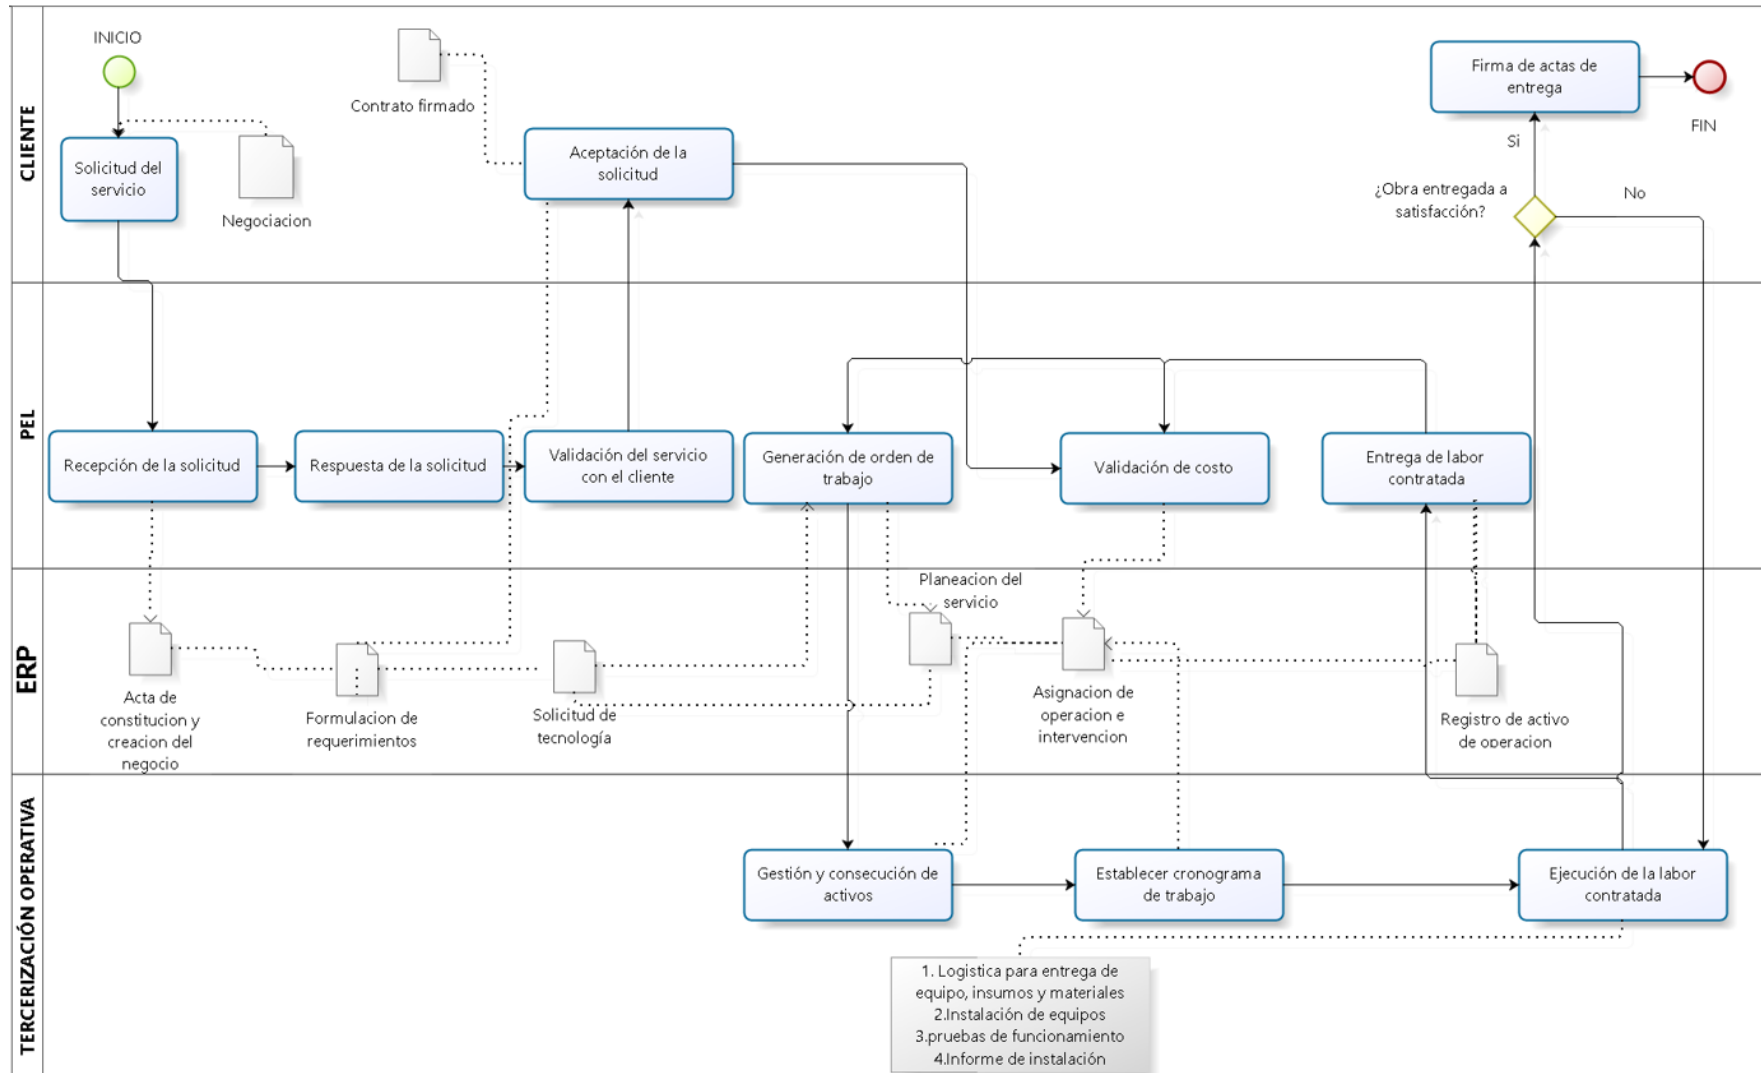 CLIENTE
INICIO
Solicitud del
servicio
Negociacion
Contrato firmado
Aceptación de la
solicitud
Firma de actas de
entrega
FIN
Si
¿Obra entregada a
satisfacción?
No
PEL
Recepción de la solicitud
Respuesta de la solicitud
Validación del servicio
con el cliente
Generación de orden de
trabajo
Validación de costo
Entrega de labor
contratada
ERP
Acta de
constitucion y
creacion del
negocio
Formulacion de
requerimientos
Solicitud de
tecnología
Planeacion del
servicio
Asignacion de
operacion e
intervencion
Registro de activo
de operacion
TERCERIZACIÓN OPERATIVA
Gestión y consecución de
activos
Establecer cronograma
de trabajo
Ejecución de la labor
contratada
1. Logistica para entrega de
equipo, insumos y materiales
2.Instalación de equipos
3.pruebas de funcionamiento
4.Informe de instalación